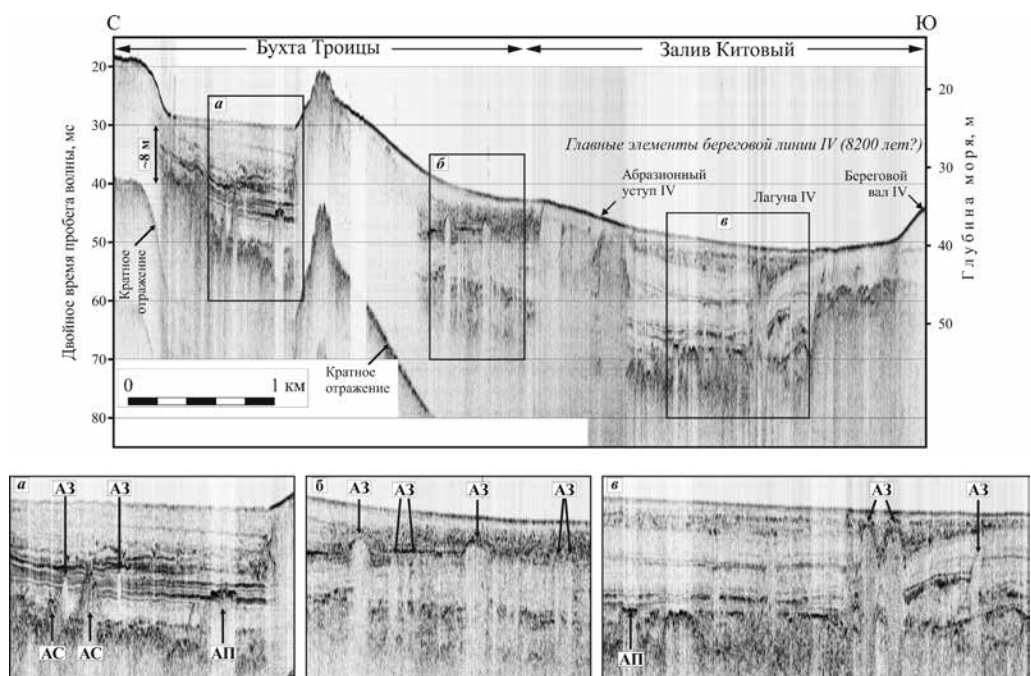 С Ю
Бухта Троицы Залив Китовый
20
30
40
50
60
70
80
Двойное время пробега волны, мс
20
30
40
50
Глубина моря, м
а
~8 м
Кратное
отражение
б
Главные элементы береговой линии IV (8200 лет?)
Абразионный
уступ IV
Лагуна IV
Береговой
вал IV
в
Кратное
отражение
0 1 км
а АЗ АЗ
АС АС АП
б АЗ АЗ АЗ АЗ
в АЗ АЗ
АП